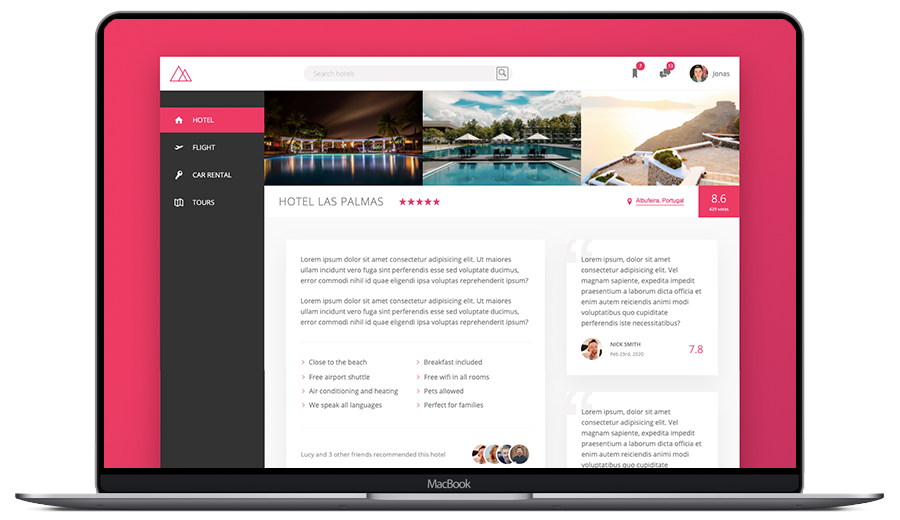 Search hotels
7
13
Jonas
HOTEL
FLIGHT
CAR RENTAL
TOURS
HOTEL LAS PALMAS
Albufeira, Portugal
8.6
429 votes
Lorem ipsum dolor sit amet consectetur adipisicing elit. Ut maiores
ullam incidunt vero fuga sint perferendis esse sed voluptate ducimus,
error commodi nihil id quae eligendi voluptas reprehenderit ipsum?
Lorem ipsum dolor sit amet consectetur adipisicing elit. Ut maiores
ullam incidunt vero fuga sint perferendis esse sed voluptate ducimus,
error commodi nihil id quae eligendi voluptas reprehenderit ipsum?
Close to the beach
Free airport shuttle
Air conditioning and heating
We speak all languages
Breakfast included
Free wifi in all rooms
Pets allowed
Perfect for families
Lucy and 3 other friends recommended this hotel
“
Lorem ipsum dolor sit amet
consectetur adipisicing elit. Vel
magnam sapiente, expedita impedit
praesentium a laborum dicta officia et
enim autem reiciendis animi modi
voluptatibus quo cupiditate
perferendis iste necessitatibus?
NICK SMITH
Feb 23rd, 2020
7.8
“
Lorem ipsum dolor sit amet,
consectetur adipisicing elit. Vel
magnam sapiente, expedita impedit
praesentium a laborum dicta officia et
enim autem reiciendis animi modi
voluptatibus quo cupiditate
MacBook